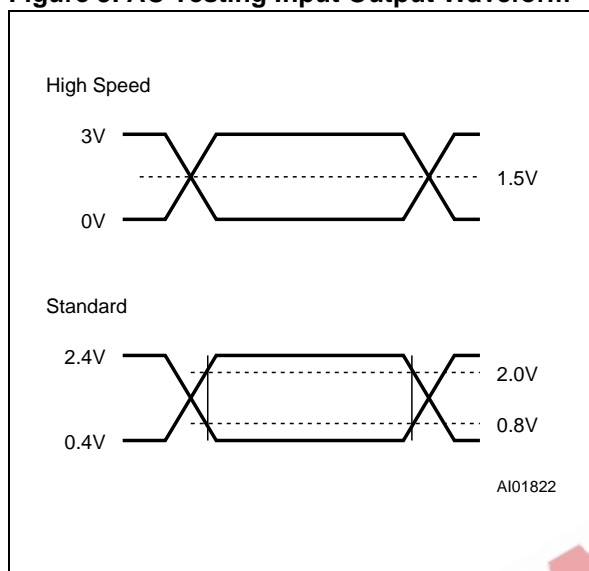 Figure 3. AC Testing Input Output Waveform
High Speed
3V
1.5V
0V
Standard
2.4V
2.0V
0.8V
0.4V
AI01822